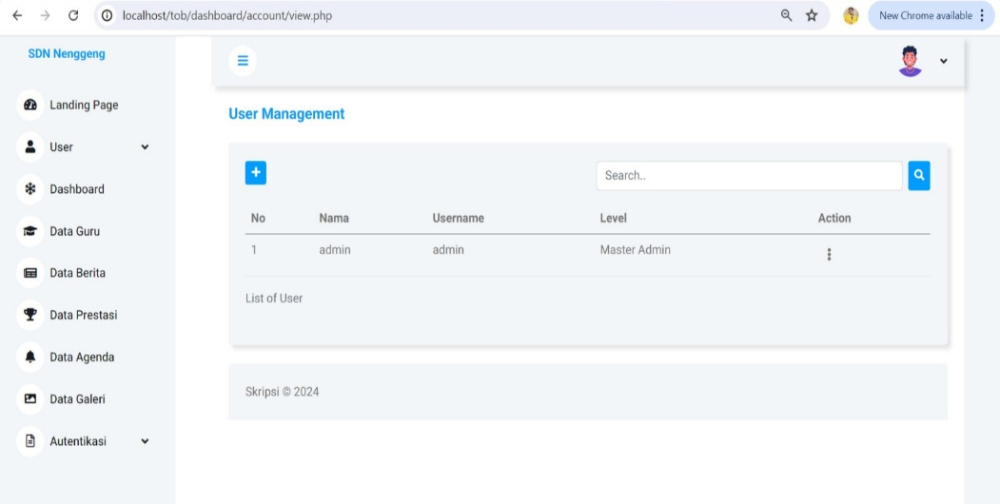 localhost/tob/dashboard/account/view.php
New Chrome available
SDN Nenggeng
Landing Page
User
Dashboard
Data Guru
Data Berita
Data Prestasi
Data Agenda
Data Galeri
Autentikasi
User Management
Search..
No Nama Username Level Action
1 admin admin Master Admin
List of User
Skripsi © 2024